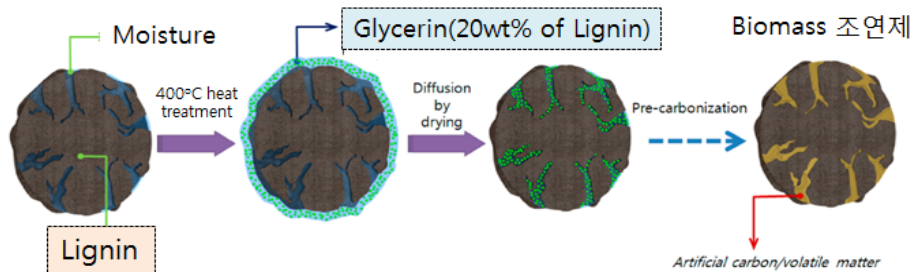 Moisture
Glycerin(20wt% of Lignin)
Biomass 조연제
400°C heat
treatment
Diffusion
by
drying
Pre-carbonization
Lignin
Artificial carbon/volatile matter